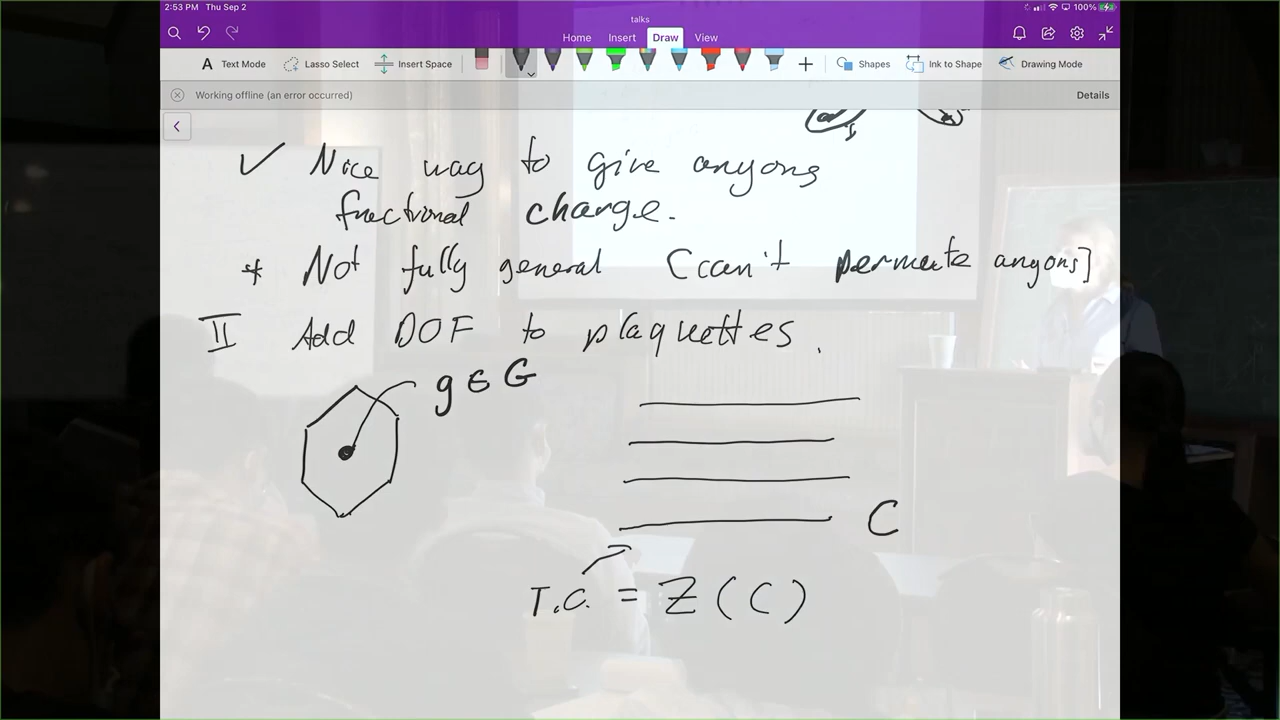 2:53 PM Thu Sep 2
100%
talks
Home Insert Draw View
Text Mode Lasso Select Insert Space Shapes Ink to Shape Drawing Mode
Working offline (an error occurred) Details
✓ Nice way to give anyons
fractional charge.
* Not fully general (can't permute anyons]
II Add DOF to plaquettes.
g ∈ G
C
T.C. = Z(C)